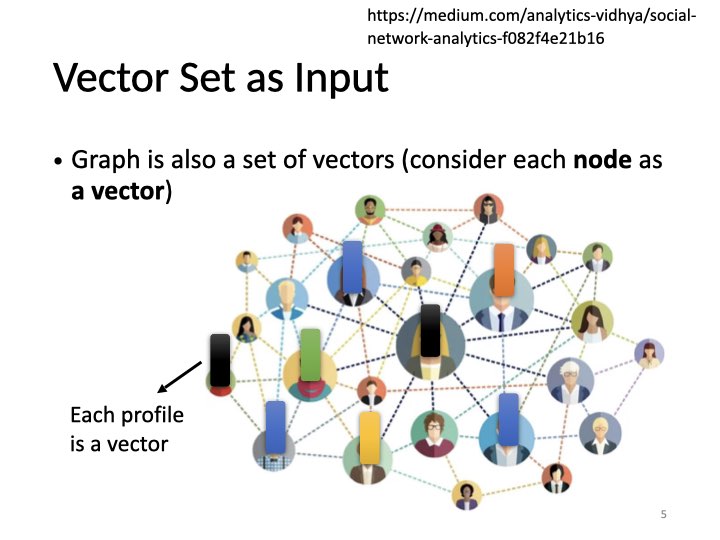 https://medium.com/analytics-vidhya/social-
network-analytics-f082f4e21b16
Vector Set as Input
• Graph is also a set of vectors (consider each node as
a vector)
Each profile
is a vector
5